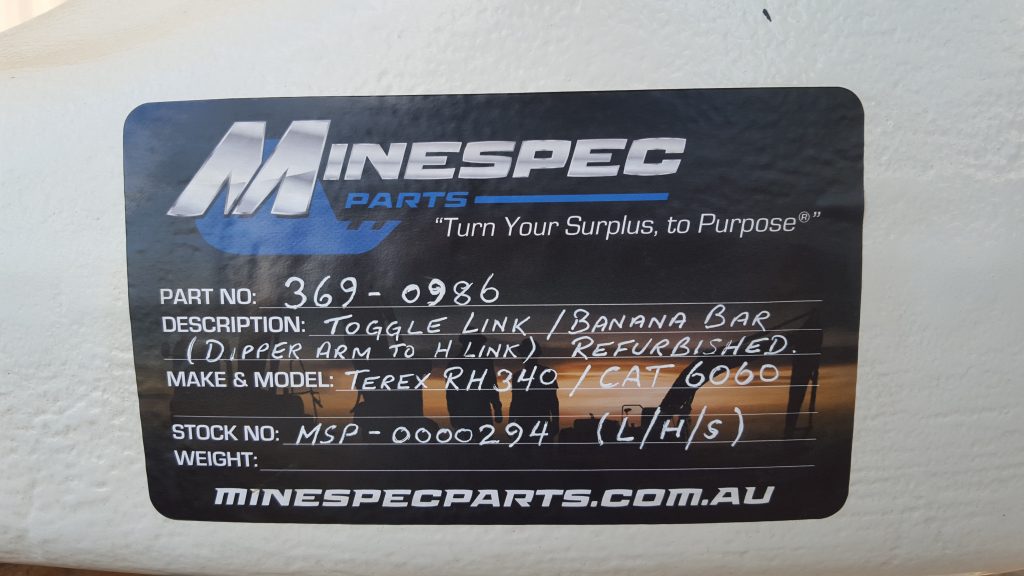 MINESPEC
PARTS
"Turn Your Surplus, to Purpose®"
PART NO: 369-0986
DESCRIPTION: TOGGLE LINK / BANANA BAR
(DIPPER ARM TO H LINK) REFURBISHED.
MAKE & MODEL: TEREX RH340 / CAT 6060
STOCK NO: MSP-0000294 (L/H/S)
WEIGHT:
MINESPECPARTS.COM.AU